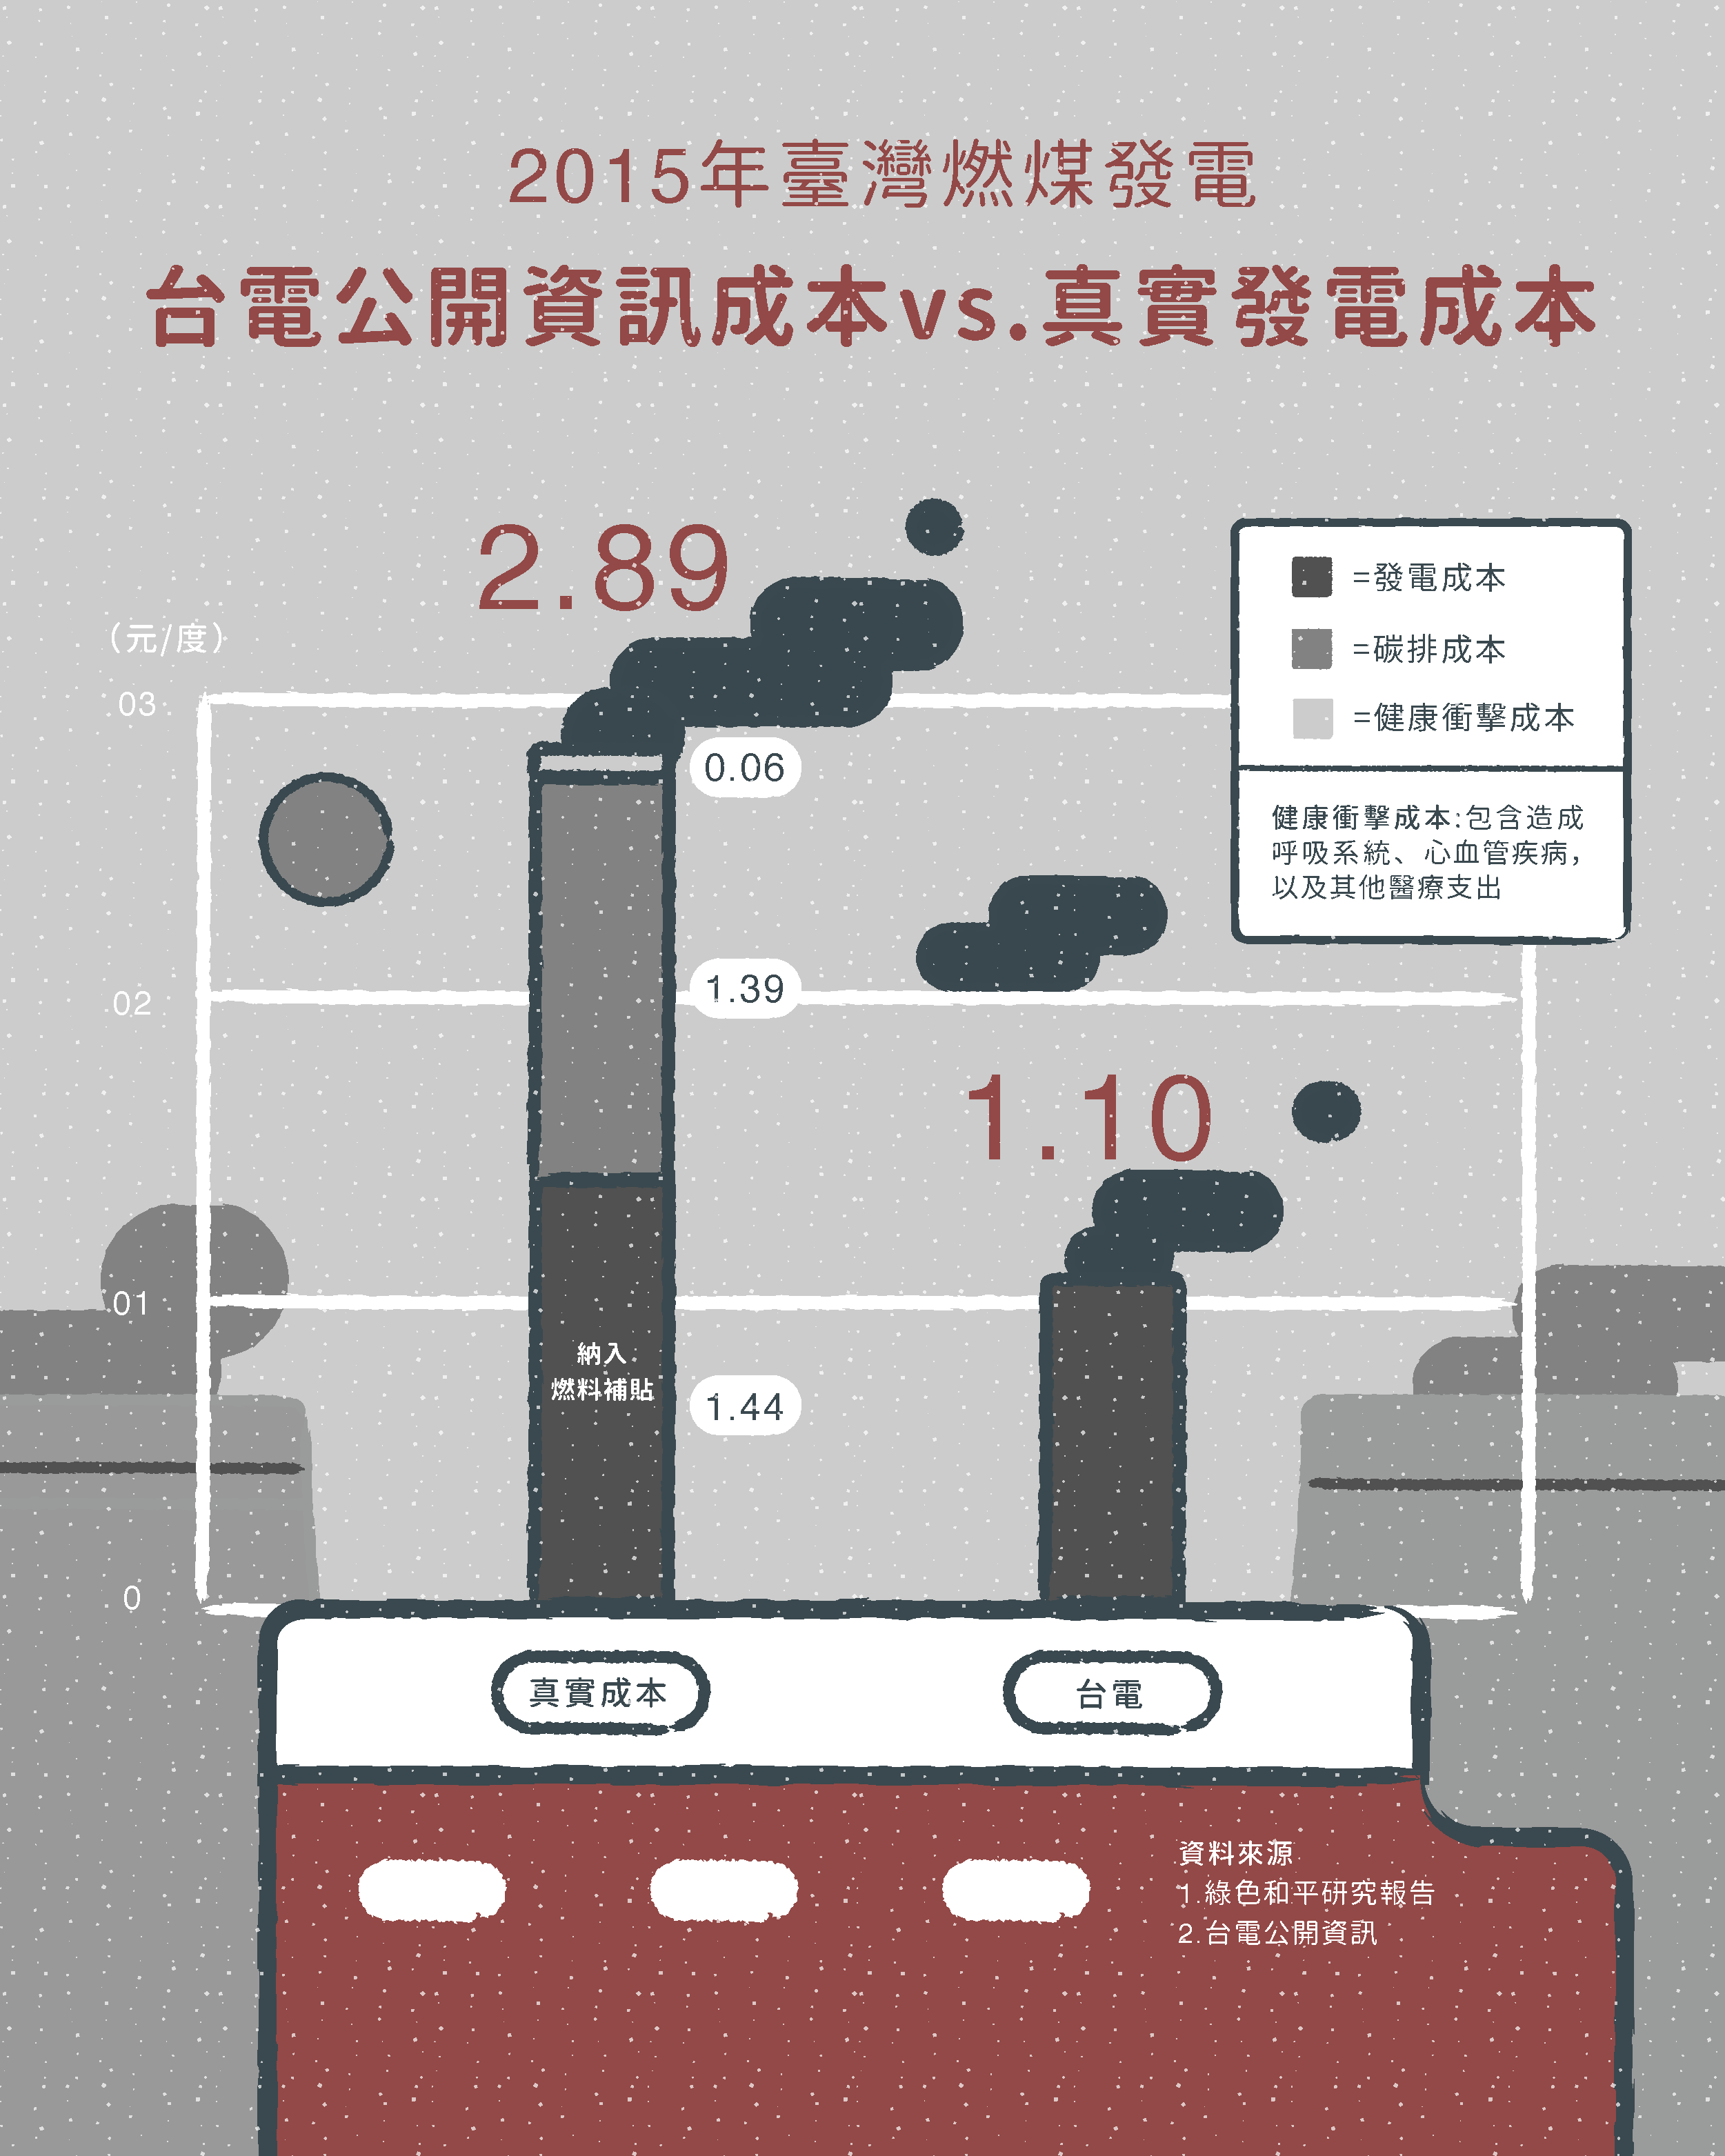 2015年臺灣燃煤發電
台電公開資訊成本vs.真實發電成本
2.89
=發電成本
=碳排成本
=健康衝擊成本
健康衝擊成本:包含造成
呼吸系統、心血管疾病,
以及其他醫療支出
(元/度)
03
0.06
02
1.39
1.10
01
納入
燃料補貼
1.44
0
真實成本
台電
資料來源
1.綠色和平研究報告
2.台電公開資訊